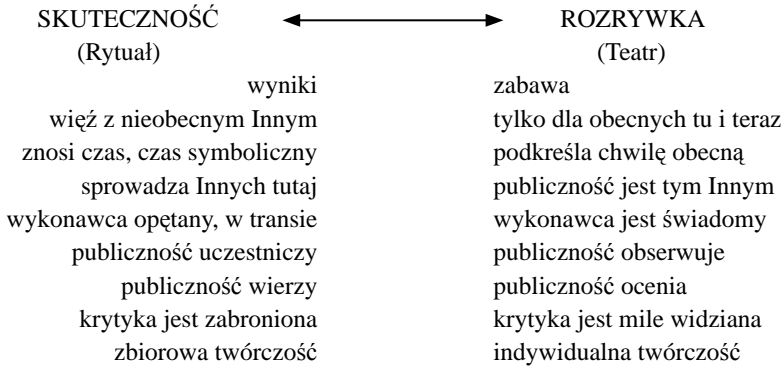 SKUTECZNOŚĆ ROZRYWKA
(Rytuał) (Teatr)
wyniki zabawa
więź z nieobecnym Innym tylko dla obecnych tu i teraz
znosi czas, czas symboliczny podkreśla chwilę obecną
sprowadza Innych tutaj publiczność jest tym Innym
wykonawca opętany, w transie wykonawca jest świadomy
publiczność uczestniczy publiczność obserwuje
publiczność wierzy publiczność ocenia
krytyka jest zabroniona krytyka jest mile widziana
zbiorowa twórczość indywidualna twórczość